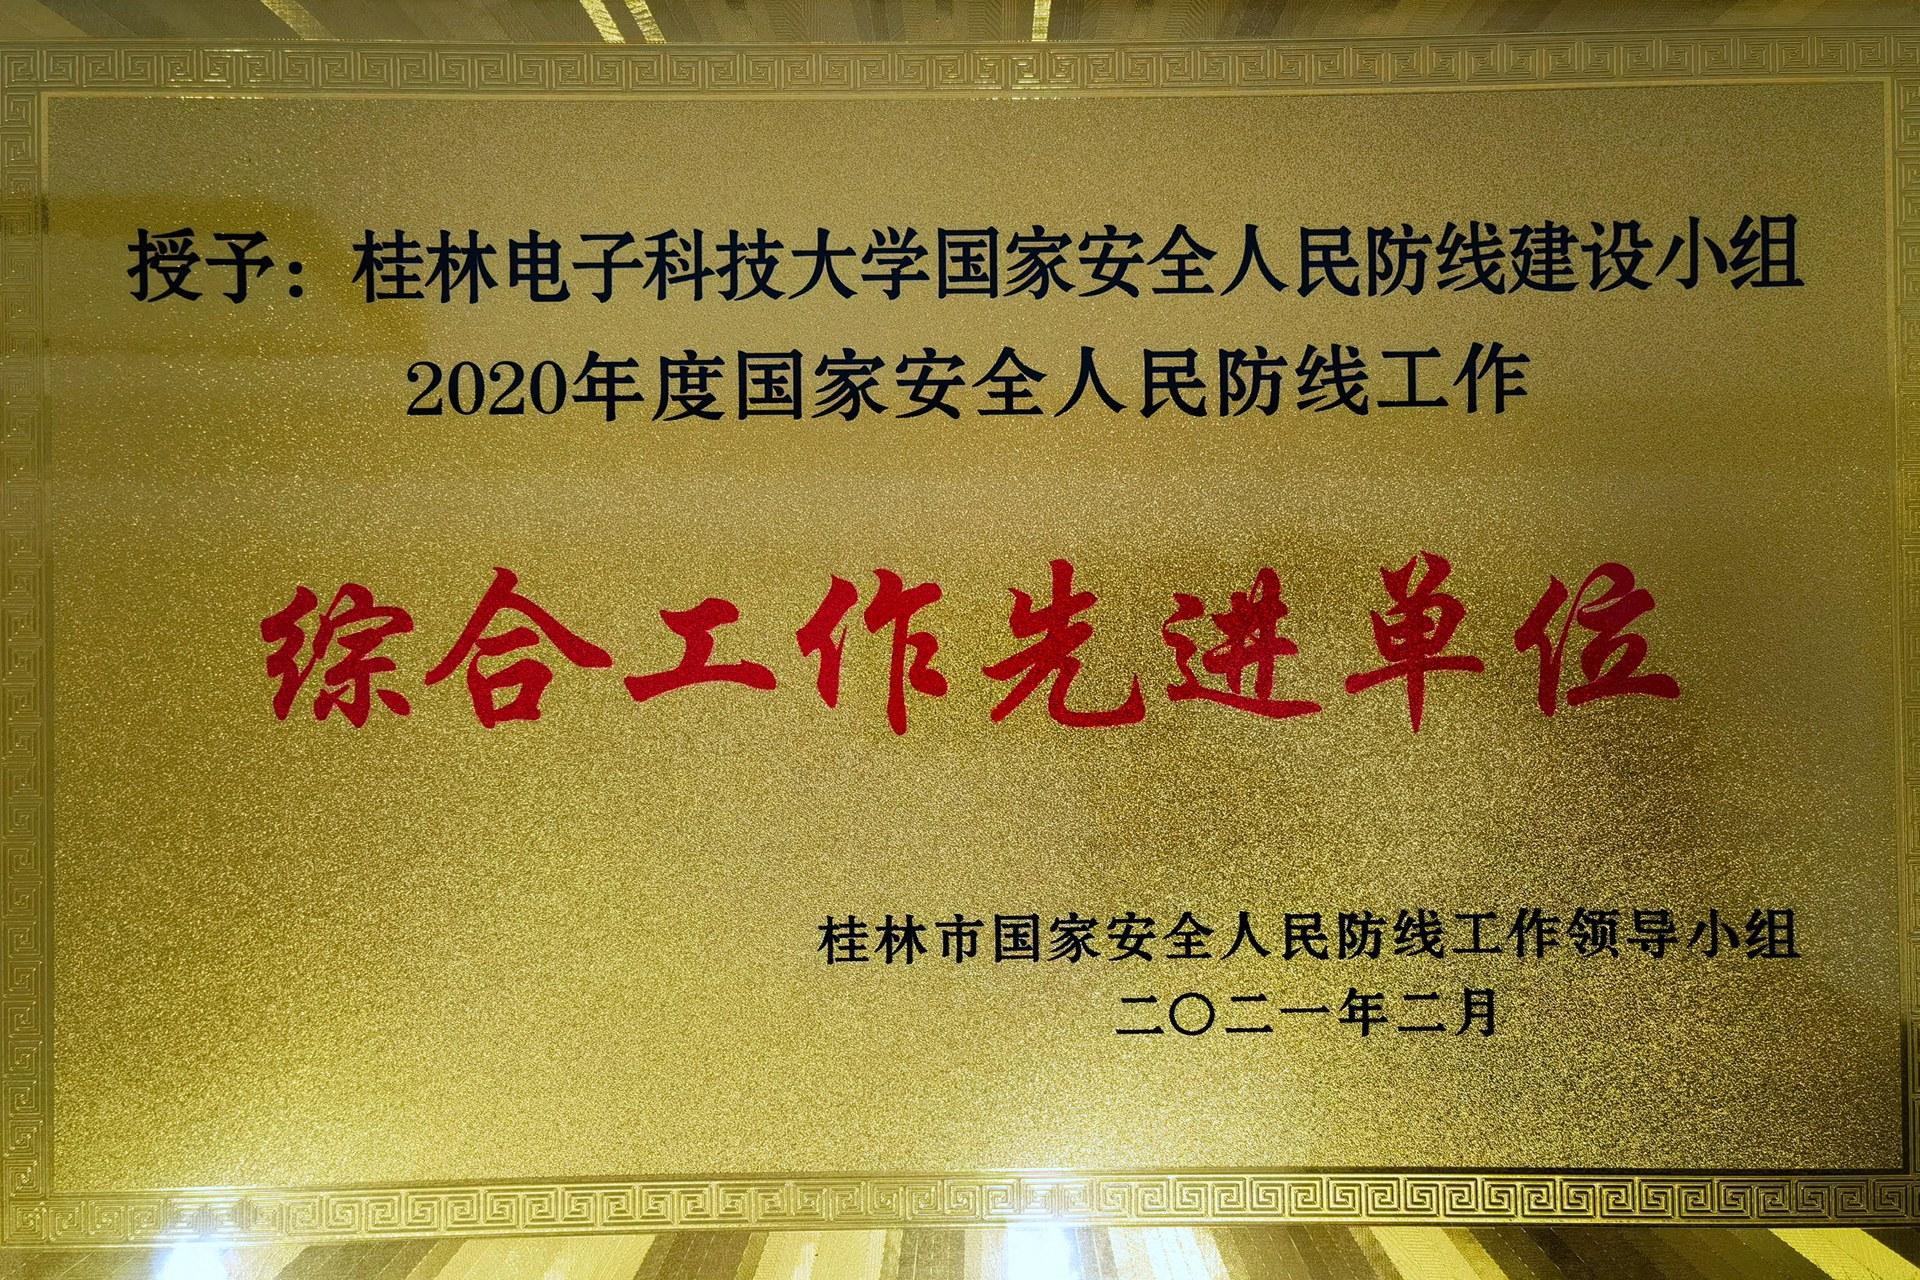 授予：桂林电子科技大学国家安全人民防线建设小组
2020年度国家安全人民防线工作
综合工作先进单位
桂林市国家安全人民防线工作领导小组
二〇二一年二月